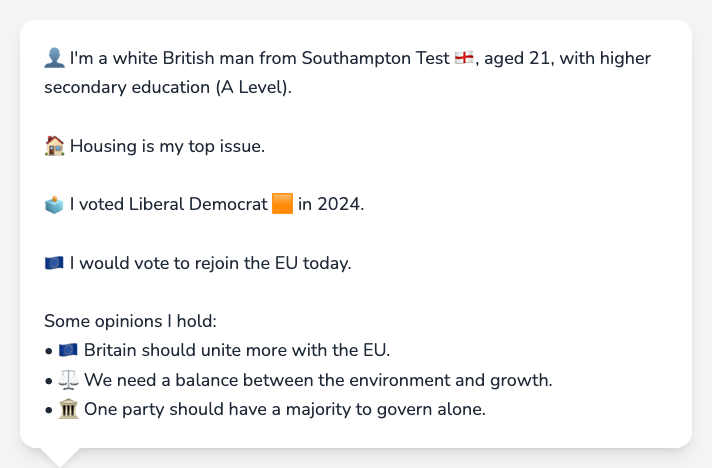 👤 I'm a white British man from Southampton Test 🏴󠁧󠁢󠁥󠁮󠁧󠁿, aged 21, with higher
secondary education (A Level).
🏠 Housing is my top issue.
🗳️ I voted Liberal Democrat 🟧 in 2024.
🇪🇺 I would vote to rejoin the EU today.
Some opinions I hold:
• 🇪🇺 Britain should unite more with the EU.
• ⚖️ We need a balance between the environment and growth.
• 🏛️ One party should have a majority to govern alone.